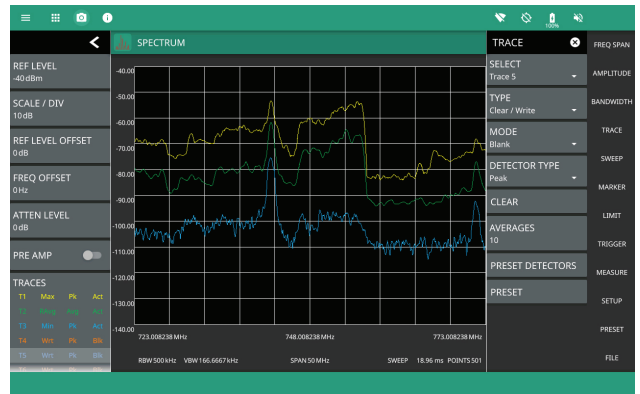 100%
SPECTRUM
REF LEVEL
-40 dBm
SCALE / DIV
10 dB
REF LEVEL OFFSET
0 dB
FREQ OFFSET
0 Hz
ATTEN LEVEL
0 dB
PRE AMP
TRACES
T1 Max Pk Act
T2 RAvg Avg Act
T3 Min Pk Act
T4 Wrt Pk Blk
T5 Wrt Pk Blk
T6 Wrt Pk Blk
-40.00
-50.00
-60.00
-70.00
-80.00
-90.00
-100.00
-110.00
-120.00
-130.00
-140.00
723.008238 MHz 748.008238 MHz 773.008238 MHz
RBW 500 kHz VBW 166.6667 kHz SPAN 50 MHz SWEEP 18.96 ms POINTS 501
TRACE
SELECT
Trace 5
TYPE
Clear / Write
MODE
Blank
DETECTOR TYPE
Peak
CLEAR
AVERAGES
10
PRESET DETECTORS
PRESET
FREQ SPAN
AMPLITUDE
BANDWIDTH
TRACE
SWEEP
MARKER
LIMIT
TRIGGER
MEASURE
SETUP
PRESET
FILE